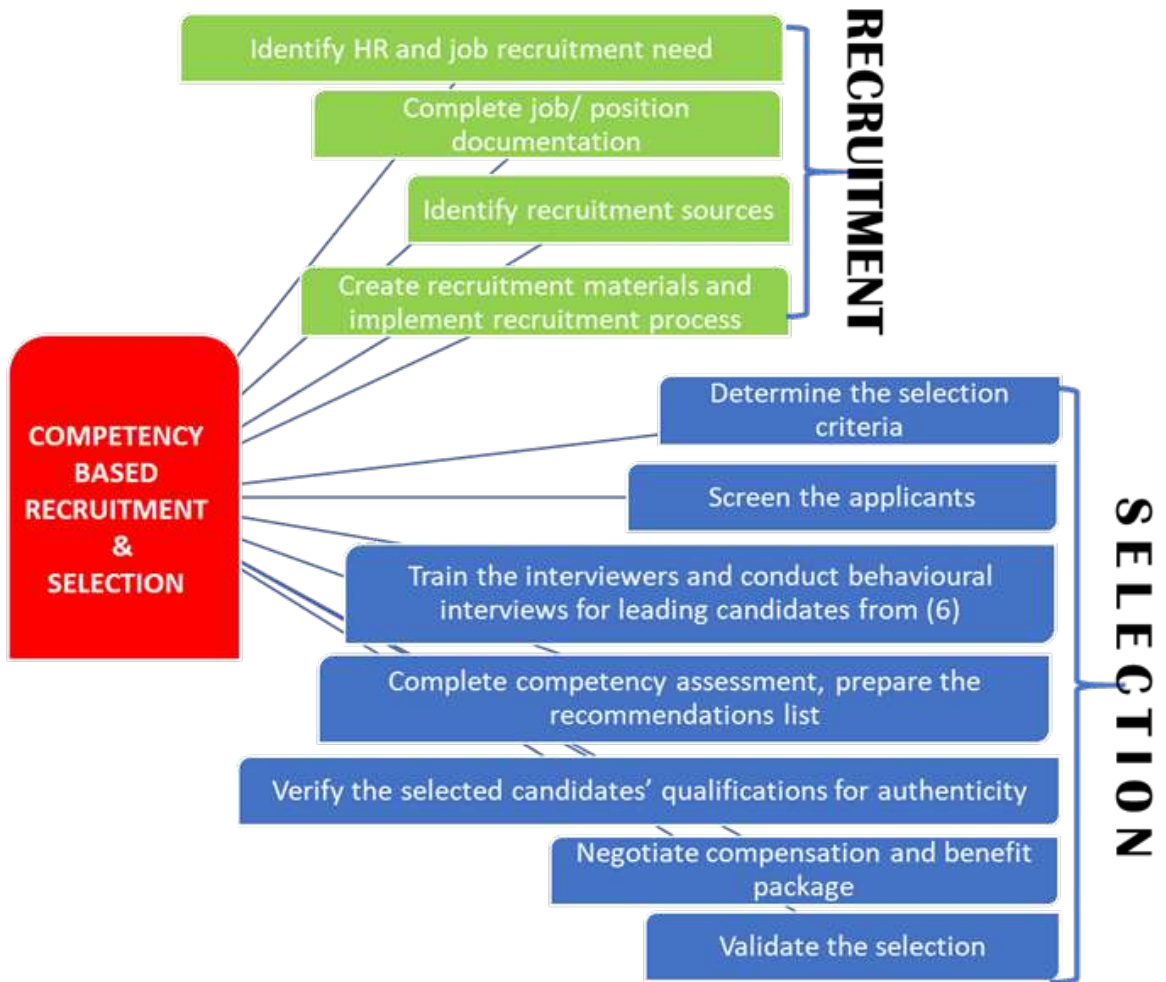 Identify HR and job recruitment need
Complete job/ position
documentation
Identify recruitment sources
Create recruitment materials and
implement recruitment process
RECRUITMENT
COMPETENCY
BASED
RECRUITMENT
&
SELECTION
Determine the selection
criteria
Screen the applicants
Train the interviewers and conduct behavioural
interviews for leading candidates from (6)
Complete competency assessment, prepare the
recommendations list
Verify the selected candidates’ qualifications for authenticity
Negotiate compensation and benefit
package
Validate the selection
SELECTION